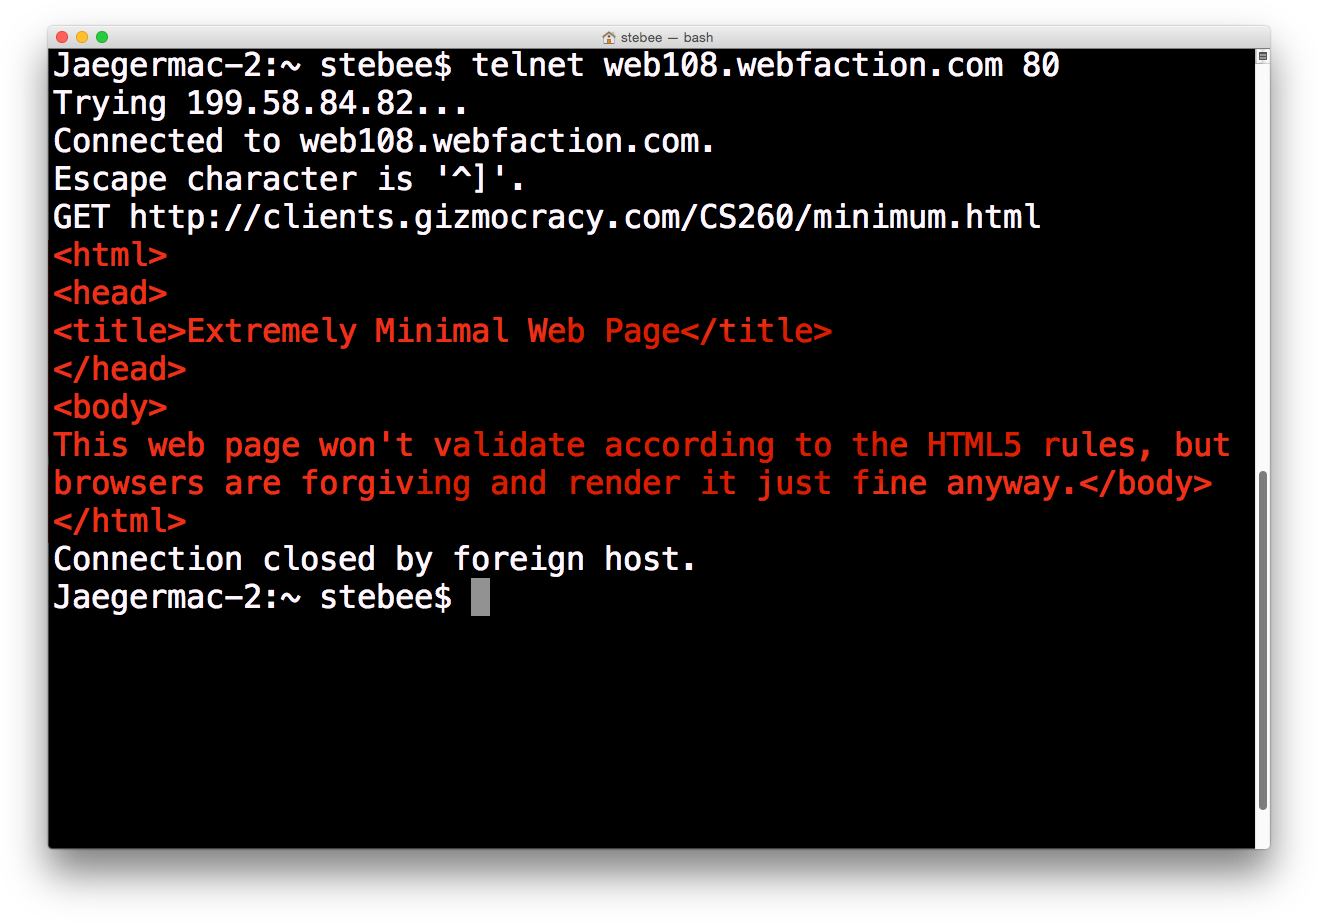 stebee — bash
Jaegermac-2:~ stebee$ telnet web108.webfaction.com 80
Trying 199.58.84.82...
Connected to web108.webfaction.com.
Escape character is '^]'.
GET http://clients.gizmocracy.com/CS260/minimum.html
<html>
<head>
<title>Extremely Minimal Web Page</title>
</head>
<body>
This web page won't validate according to the HTML5 rules, but
browsers are forgiving and render it just fine anyway.</body>
</html>
Connection closed by foreign host.
Jaegermac-2:~ stebee$